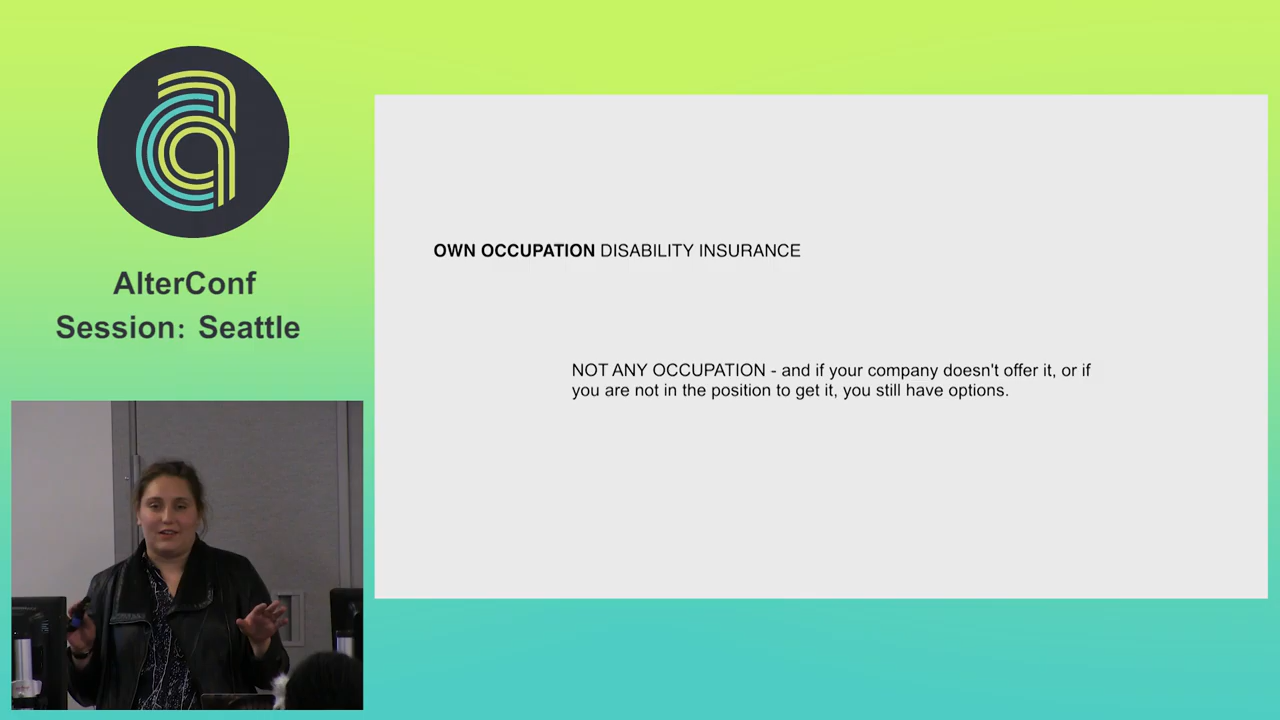 AlterConf
Session: Seattle
OWN OCCUPATION DISABILITY INSURANCE
NOT ANY OCCUPATION - and if your company doesn't offer it, or if
you are not in the position to get it, you still have options.